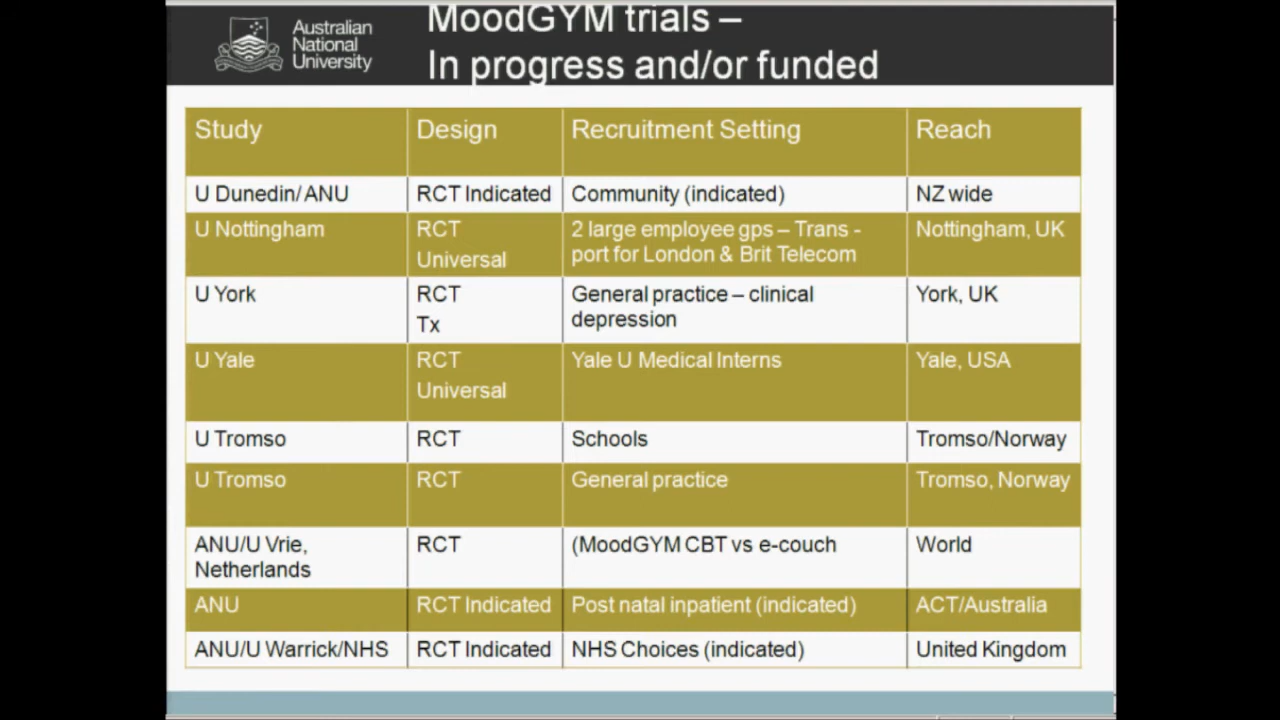 Australian
National
University
MoodGYM trials –
In progress and/or funded
Study Design Recruitment Setting Reach
U Dunedin/ ANU RCT Indicated Community (indicated) NZ wide
U Nottingham RCT Universal 2 large employee gps – Trans - Nottingham, UK
port for London & Brit Telecom
U York RCT Tx General practice – clinical York, UK
depression
U Yale RCT Universal Yale U Medical Interns Yale, USA
U Tromso RCT Schools Tromso/Norway
U Tromso RCT General practice Tromso, Norway
ANU/U Vrie, RCT (MoodGYM CBT vs e-couch World
Netherlands
ANU RCT Indicated Post natal inpatient (indicated) ACT/Australia
ANU/U Warrick/NHS RCT Indicated NHS Choices (indicated) United Kingdom